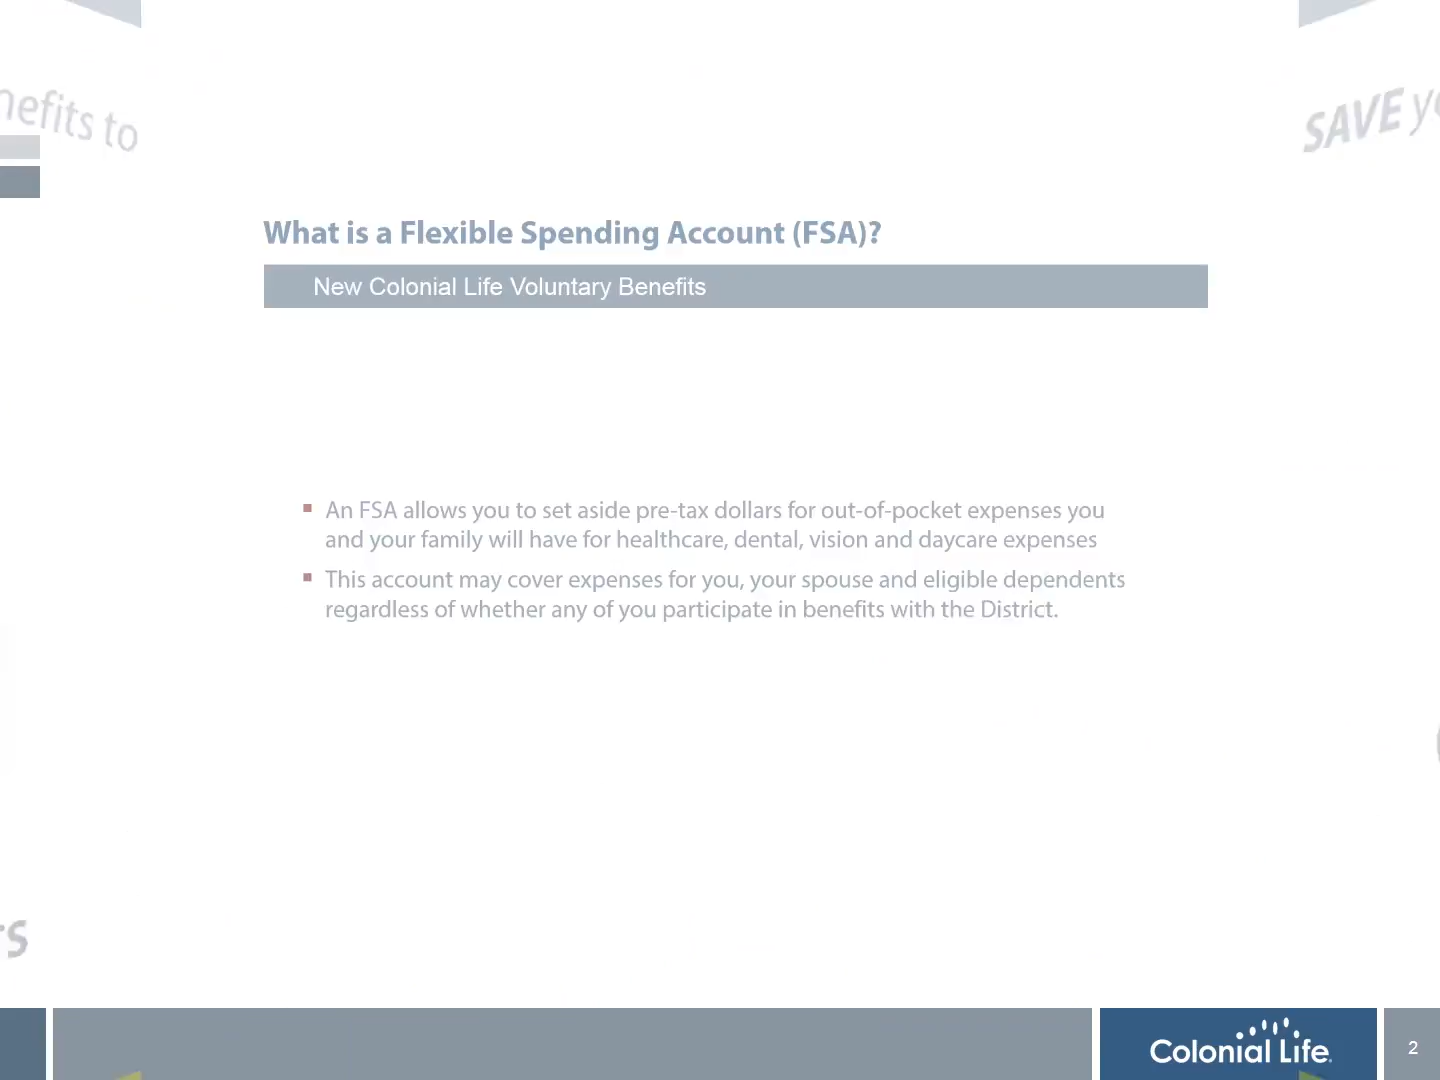 nefits to
SAVE
What is a Flexible Spending Account (FSA)?
New Colonial Life Voluntary Benefits
▪ An FSA allows you to set aside pre-tax dollars for out-of-pocket expenses you
and your family will have for healthcare, dental, vision and daycare expenses
▪ This account may cover expenses for you, your spouse and eligible dependents
regardless of whether any of you participate in benefits with the District.
Colonial Life.
2